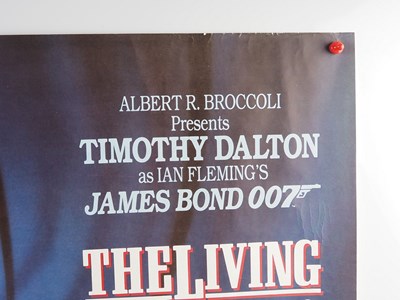 ALBERT R. BROCCOLI
Presents
TIMOTHY DALTON
as IAN FLEMING'S
JAMES BOND 007
THE LIVING